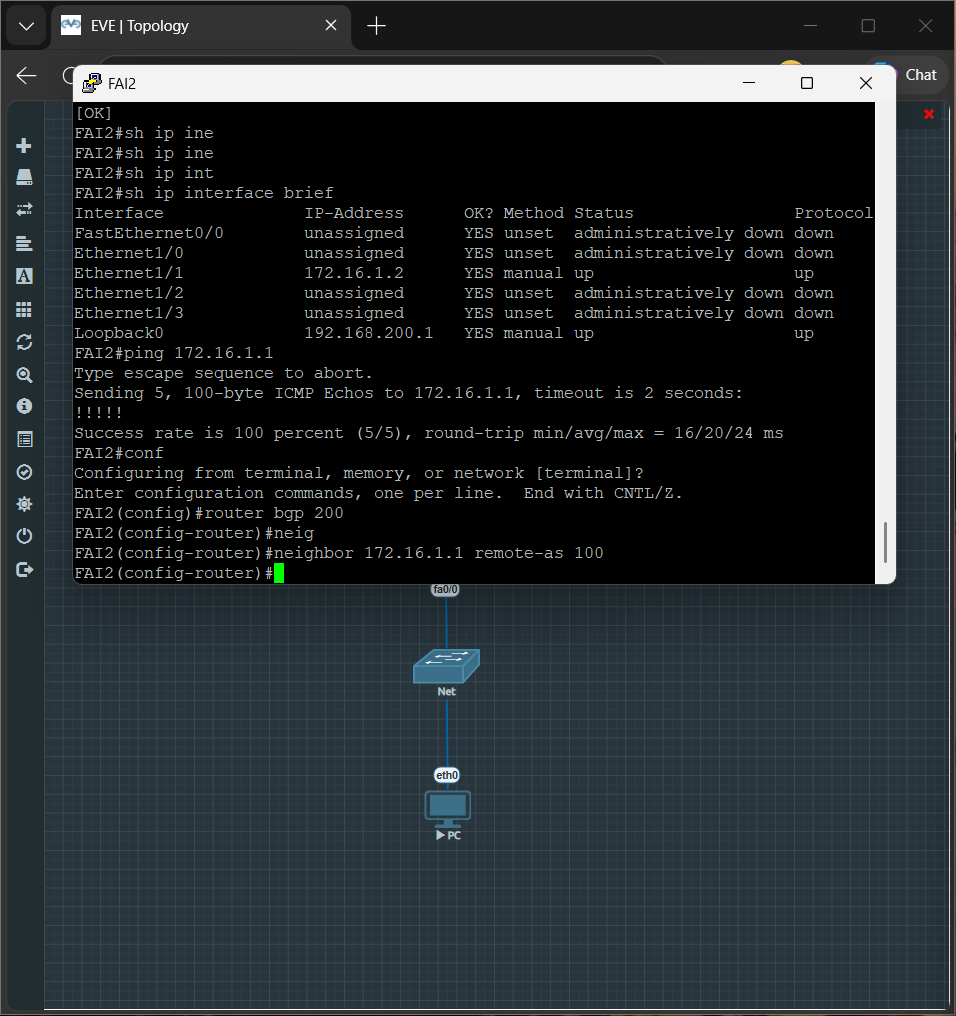 EVE | Topology
Chat
FAI2
[OK]
FAI2#sh ip ine
FAI2#sh ip ine
FAI2#sh ip int
FAI2#sh ip interface brief
Interface              IP-Address      OK? Method Status                Protocol
FastEthernet0/0        unassigned      YES unset  administratively down down
Ethernet1/0            unassigned      YES unset  administratively down down
Ethernet1/1            172.16.1.2      YES manual up                    up
Ethernet1/2            unassigned      YES unset  administratively down down
Ethernet1/3            unassigned      YES unset  administratively down down
Loopback0              192.168.200.1   YES manual up                    up
FAI2#ping 172.16.1.1
Type escape sequence to abort.
Sending 5, 100-byte ICMP Echos to 172.16.1.1, timeout is 2 seconds:
!!!!!
Success rate is 100 percent (5/5), round-trip min/avg/max = 16/20/24 ms
FAI2#conf
Configuring from terminal, memory, or network [terminal]?
Enter configuration commands, one per line.  End with CNTL/Z.
FAI2(config)#router bgp 200
FAI2(config-router)#neig
FAI2(config-router)#neighbor 172.16.1.1 remote-as 100
FAI2(config-router)#
fa0/0
Net
eth0
PC